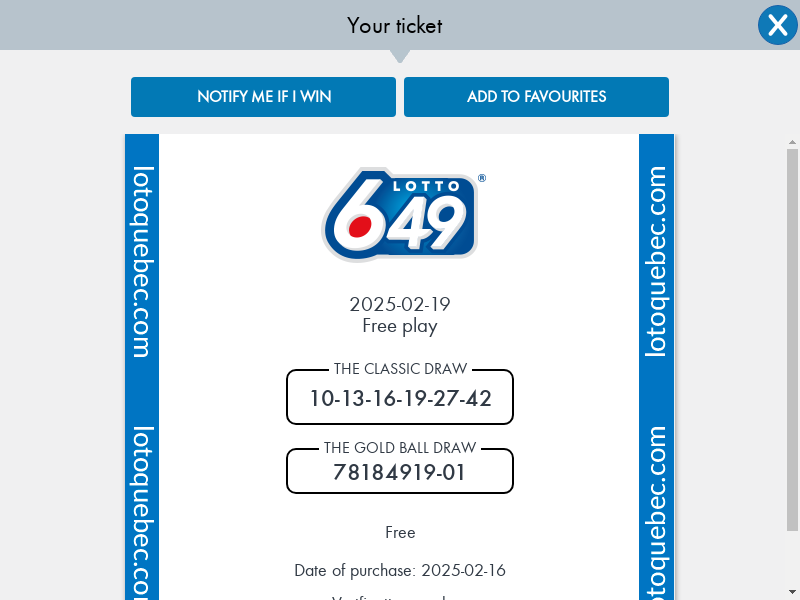 Your ticket
NOTIFY ME IF I WIN
ADD TO FAVOURITES
lotoquebec.com
lotoquebec.com
LOTTO
6/49
®
2025-02-19
Free play
THE CLASSIC DRAW
10-13-16-19-27-42
THE GOLD BALL DRAW
78184919-01
Free
Date of purchase: 2025-02-16
lotoquebec.com
lotoquebec.com